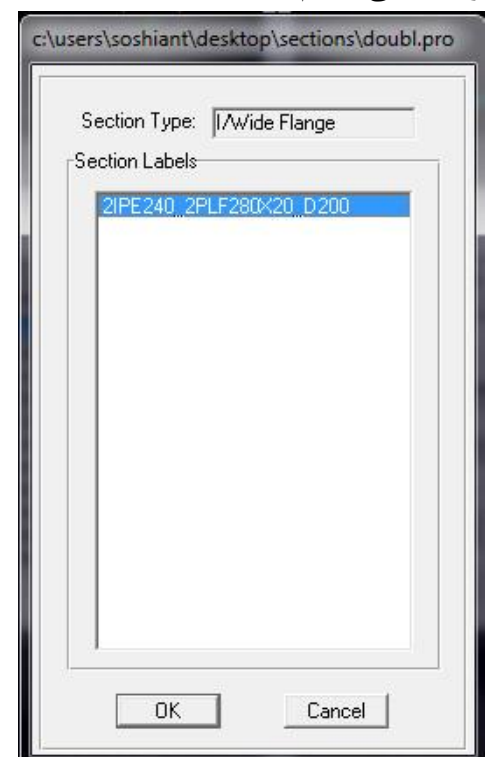 c:\users\soshiant\desktop\sections\doubl.pro
Section Type: I/Wide Flange
Section Labels
2IPE240_2PLF280X20_D200
OK Cancel